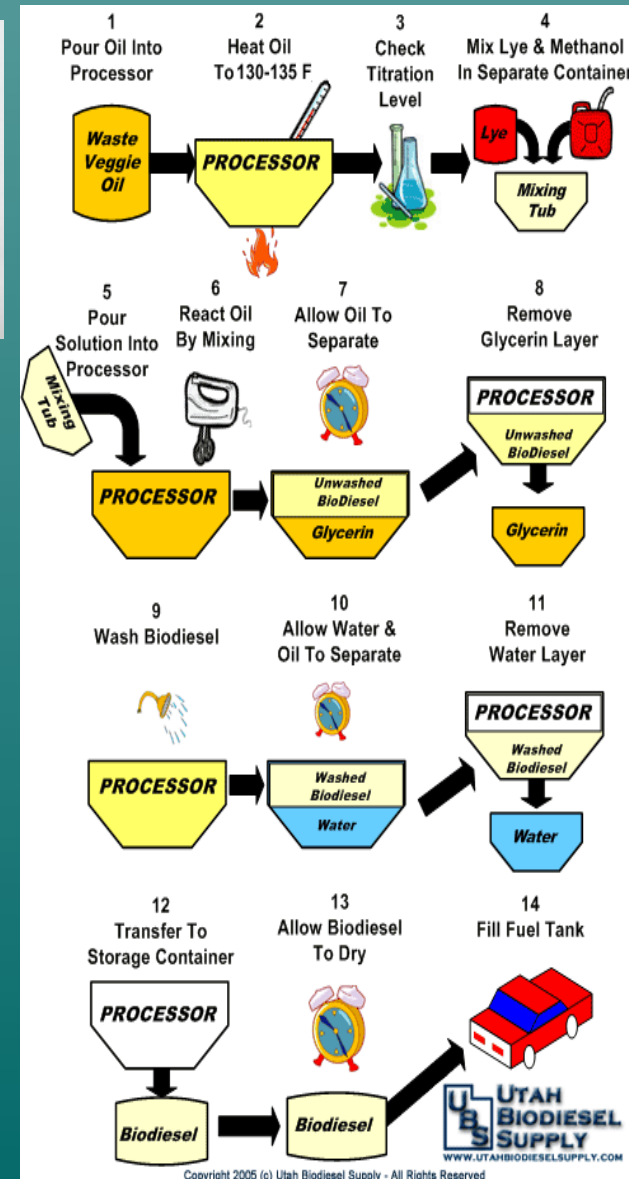 1
Pour Oil Into
Processor
Waste
Veggie
Oil
2
Heat Oil
To 130-135 F
PROCESSOR
3
Check
Titration
Level
4
Mix Lye & Methanol
In Separate Container
Lye
Mixing
Tub
5
Pour
Solution Into
Processor
Mixing
Tub
PROCESSOR
6
React Oil
By Mixing
7
Allow Oil To
Separate
Unwashed
BioDiesel
Glycerin
8
Remove
Glycerin Layer
PROCESSOR
Unwashed
BioDiesel
Glycerin
9
Wash Biodiesel
PROCESSOR
10
Allow Water &
Oil To Separate
Washed
Biodiesel
Water
11
Remove
Water Layer
PROCESSOR
Washed
Biodiesel
Water
12
Transfer To
Storage Container
PROCESSOR
Biodiesel
13
Allow Biodiesel
To Dry
Biodiesel
14
Fill Fuel Tank
UBS
UTAH
BIODIESEL
SUPPLY
WWW.UTAHBIODIESELSUPPLY.COM
Copyright 2005 (c) Utah Biodiesel Supply - All Rights Reserved